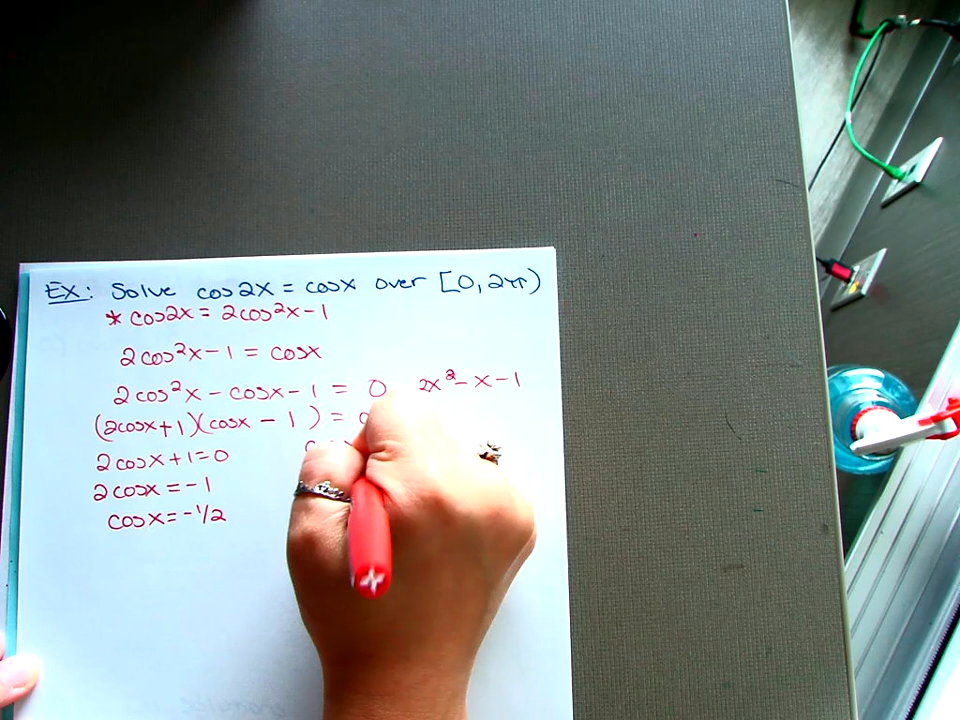 EX: Solve cos2x = cosx over [0, 2π)
* cos2x = 2cos²x - 1
2cos²x - 1 = cosx
2cos²x - cosx - 1 = 0 2x² - x - 1
(2cosx + 1)(cosx - 1) =
2cosx + 1 = 0
2cosx = -1
cosx = -1/2